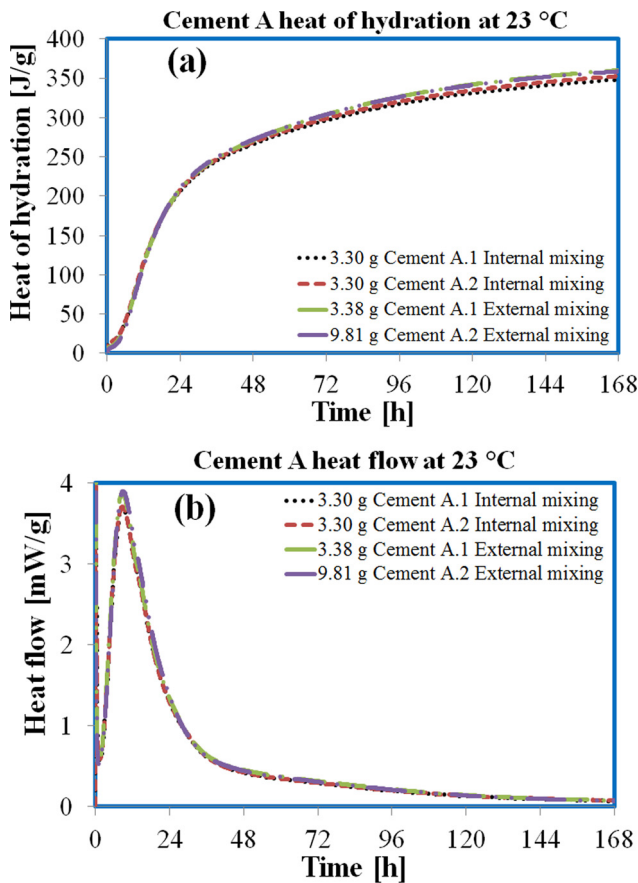 Cement A heat of hydration at 23 °C
Heat of hydration [J/g]
400
350
300
250
200
150
100
50
0
(a)
3.30 g Cement A.1 Internal mixing
3.30 g Cement A.2 Internal mixing
3.38 g Cement A.1 External mixing
9.81 g Cement A.2 External mixing
0 24 48 72 96 120 144 168
Time [h]
Cement A heat flow at 23 °C
Heat flow [mW/g]
4
3
2
1
0
(b)
3.30 g Cement A.1 Internal mixing
3.30 g Cement A.2 Internal mixing
3.38 g Cement A.1 External mixing
9.81 g Cement A.2 External mixing
0 24 48 72 96 120 144 168
Time [h]